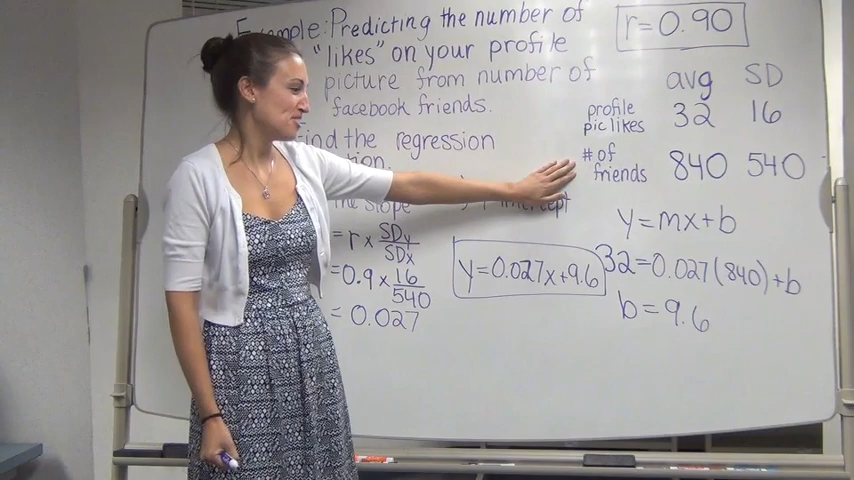 Example: Predicting the number of
"likes" on your profile
picture from number of
facebook friends.
Find the regression
the slope
intercept
= r x SDy/SDx
= 0.9 x 16/540
= 0.027
y=0.027x+9.6
r=0.90
avg SD
profile pic likes 32 16
# of friends 840 540
y=mx+b
32=0.027(840)+b
b=9.6